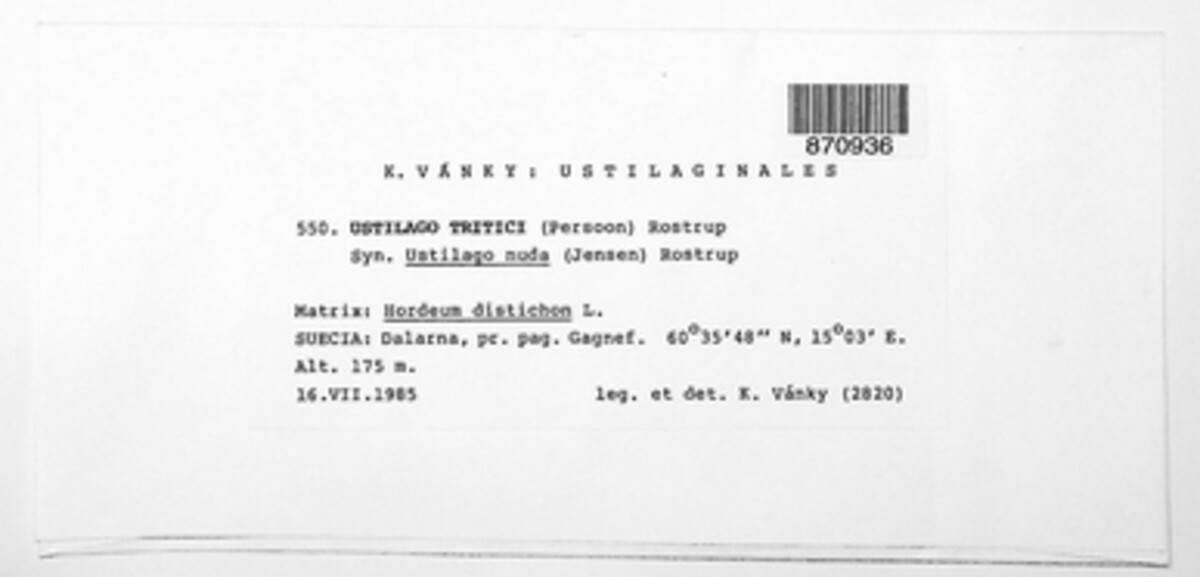 870936
K. VÁNKY: USTILAGINALES
550. USTILAGO TRITICI (Persoon) Rostrup
Syn. Ustilago nuda (Jensen) Rostrup
Matrix: Hordeum distichon L.
SUECIA: Dalarna, pr. pag. Gagnef. 60°35'48" N, 15°03' E.
Alt. 175 m.
16.VII.1985 leg. et det. K. Vánky (2820)